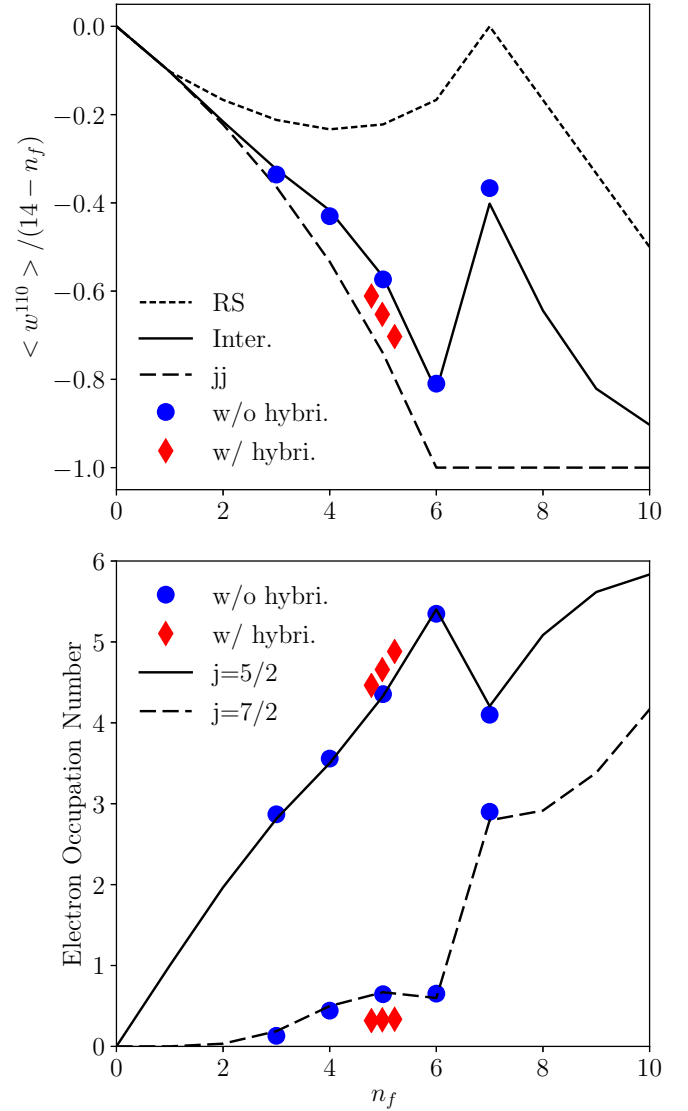 0.0
−0.2
−0.4
−0.6
−0.8
−1.0
< w^{110} > /(14 − n_f)
RS
Inter.
jj
w/o hybri.
w/ hybri.
0 2 4 6 8 10
6
5
4
3
2
1
0
Electron Occupation Number
w/o hybri.
w/ hybri.
j=5/2
j=7/2
0 2 4 6 8 10
n_f